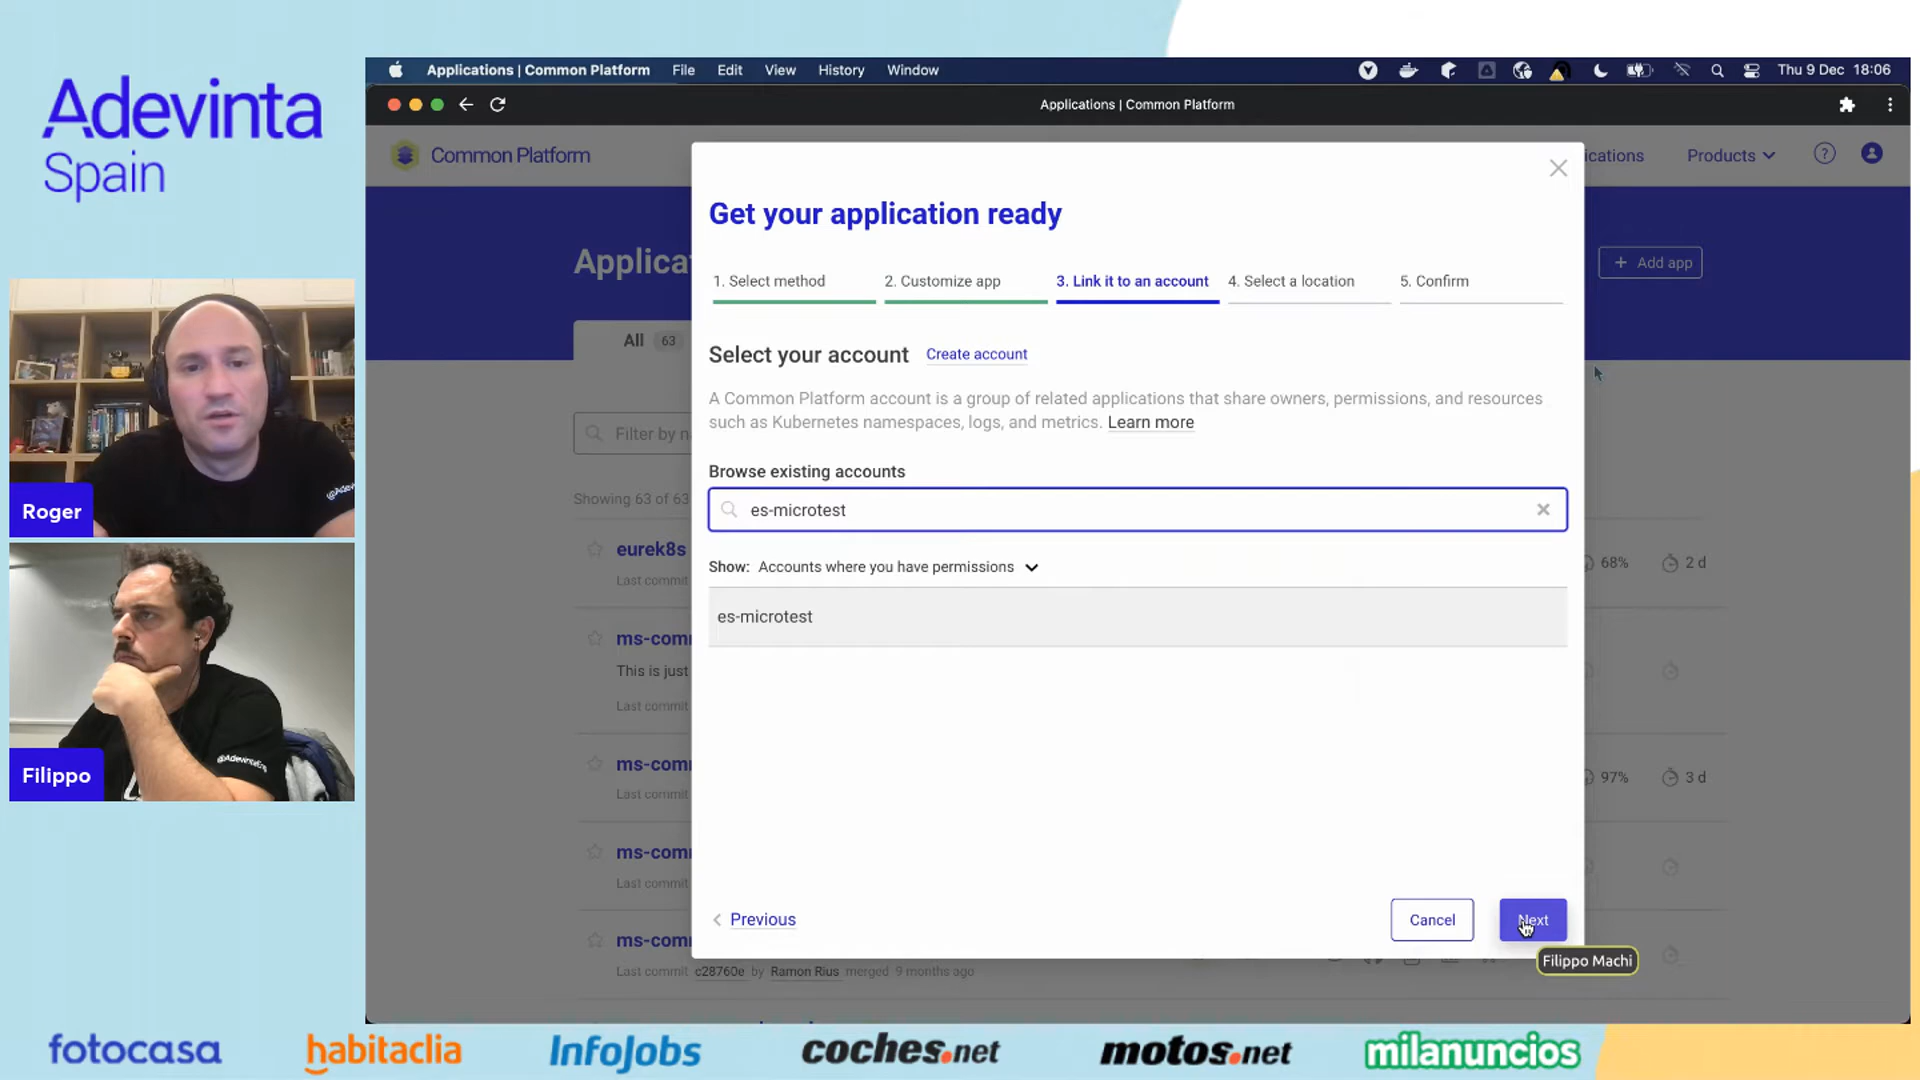 Adevinta
Spain
Applications | Common Platform File Edit View History Window
Thu 9 Dec 18:06
Applications | Common Platform
Common Platform
ications
Products
Get your application ready
1. Select method
2. Customize app
3. Link it to an account
4. Select a location
5. Confirm
Applica
+ Add app
All 63
Select your account
Create account
A Common Platform account is a group of related applications that share owners, permissions, and resources
such as Kubernetes namespaces, logs, and metrics. Learn more
Filter by n
Browse existing accounts
Showing 63 of 63
es-microtest
Show: Accounts where you have permissions
eurek8s
68%
2 d
Last commit
es-microtest
ms-com
This is just
Last commit
ms-com
97%
3 d
Last commit
ms-com
Last commit
Previous
Cancel
Next
ms-com
Last commit c28760e by Ramon Rius merged 9 months ago
Filippo Machi
Roger
@Adevin
Filippo
@AdevintaEng
fotocasa
habitaclia
InfoJobs
coches.net
motos.net
milanuncios